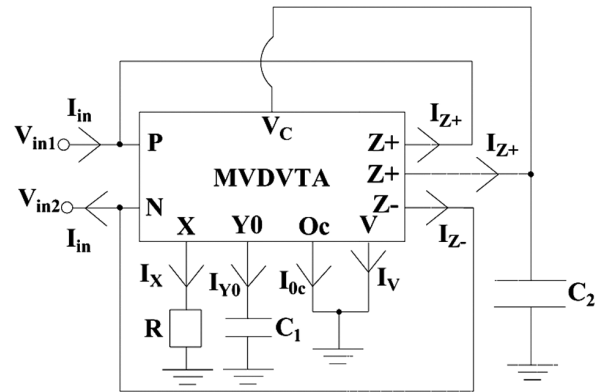 V_C
I_in
V_in1
P
Z+
I_Z+
I_Z+
MVDVTA
Z+
V_in2
N
Z-
I_in
X
Y0
Oc
V
I_Z-
I_X
I_Y0
I_0c
I_V
R
C_1
C_2